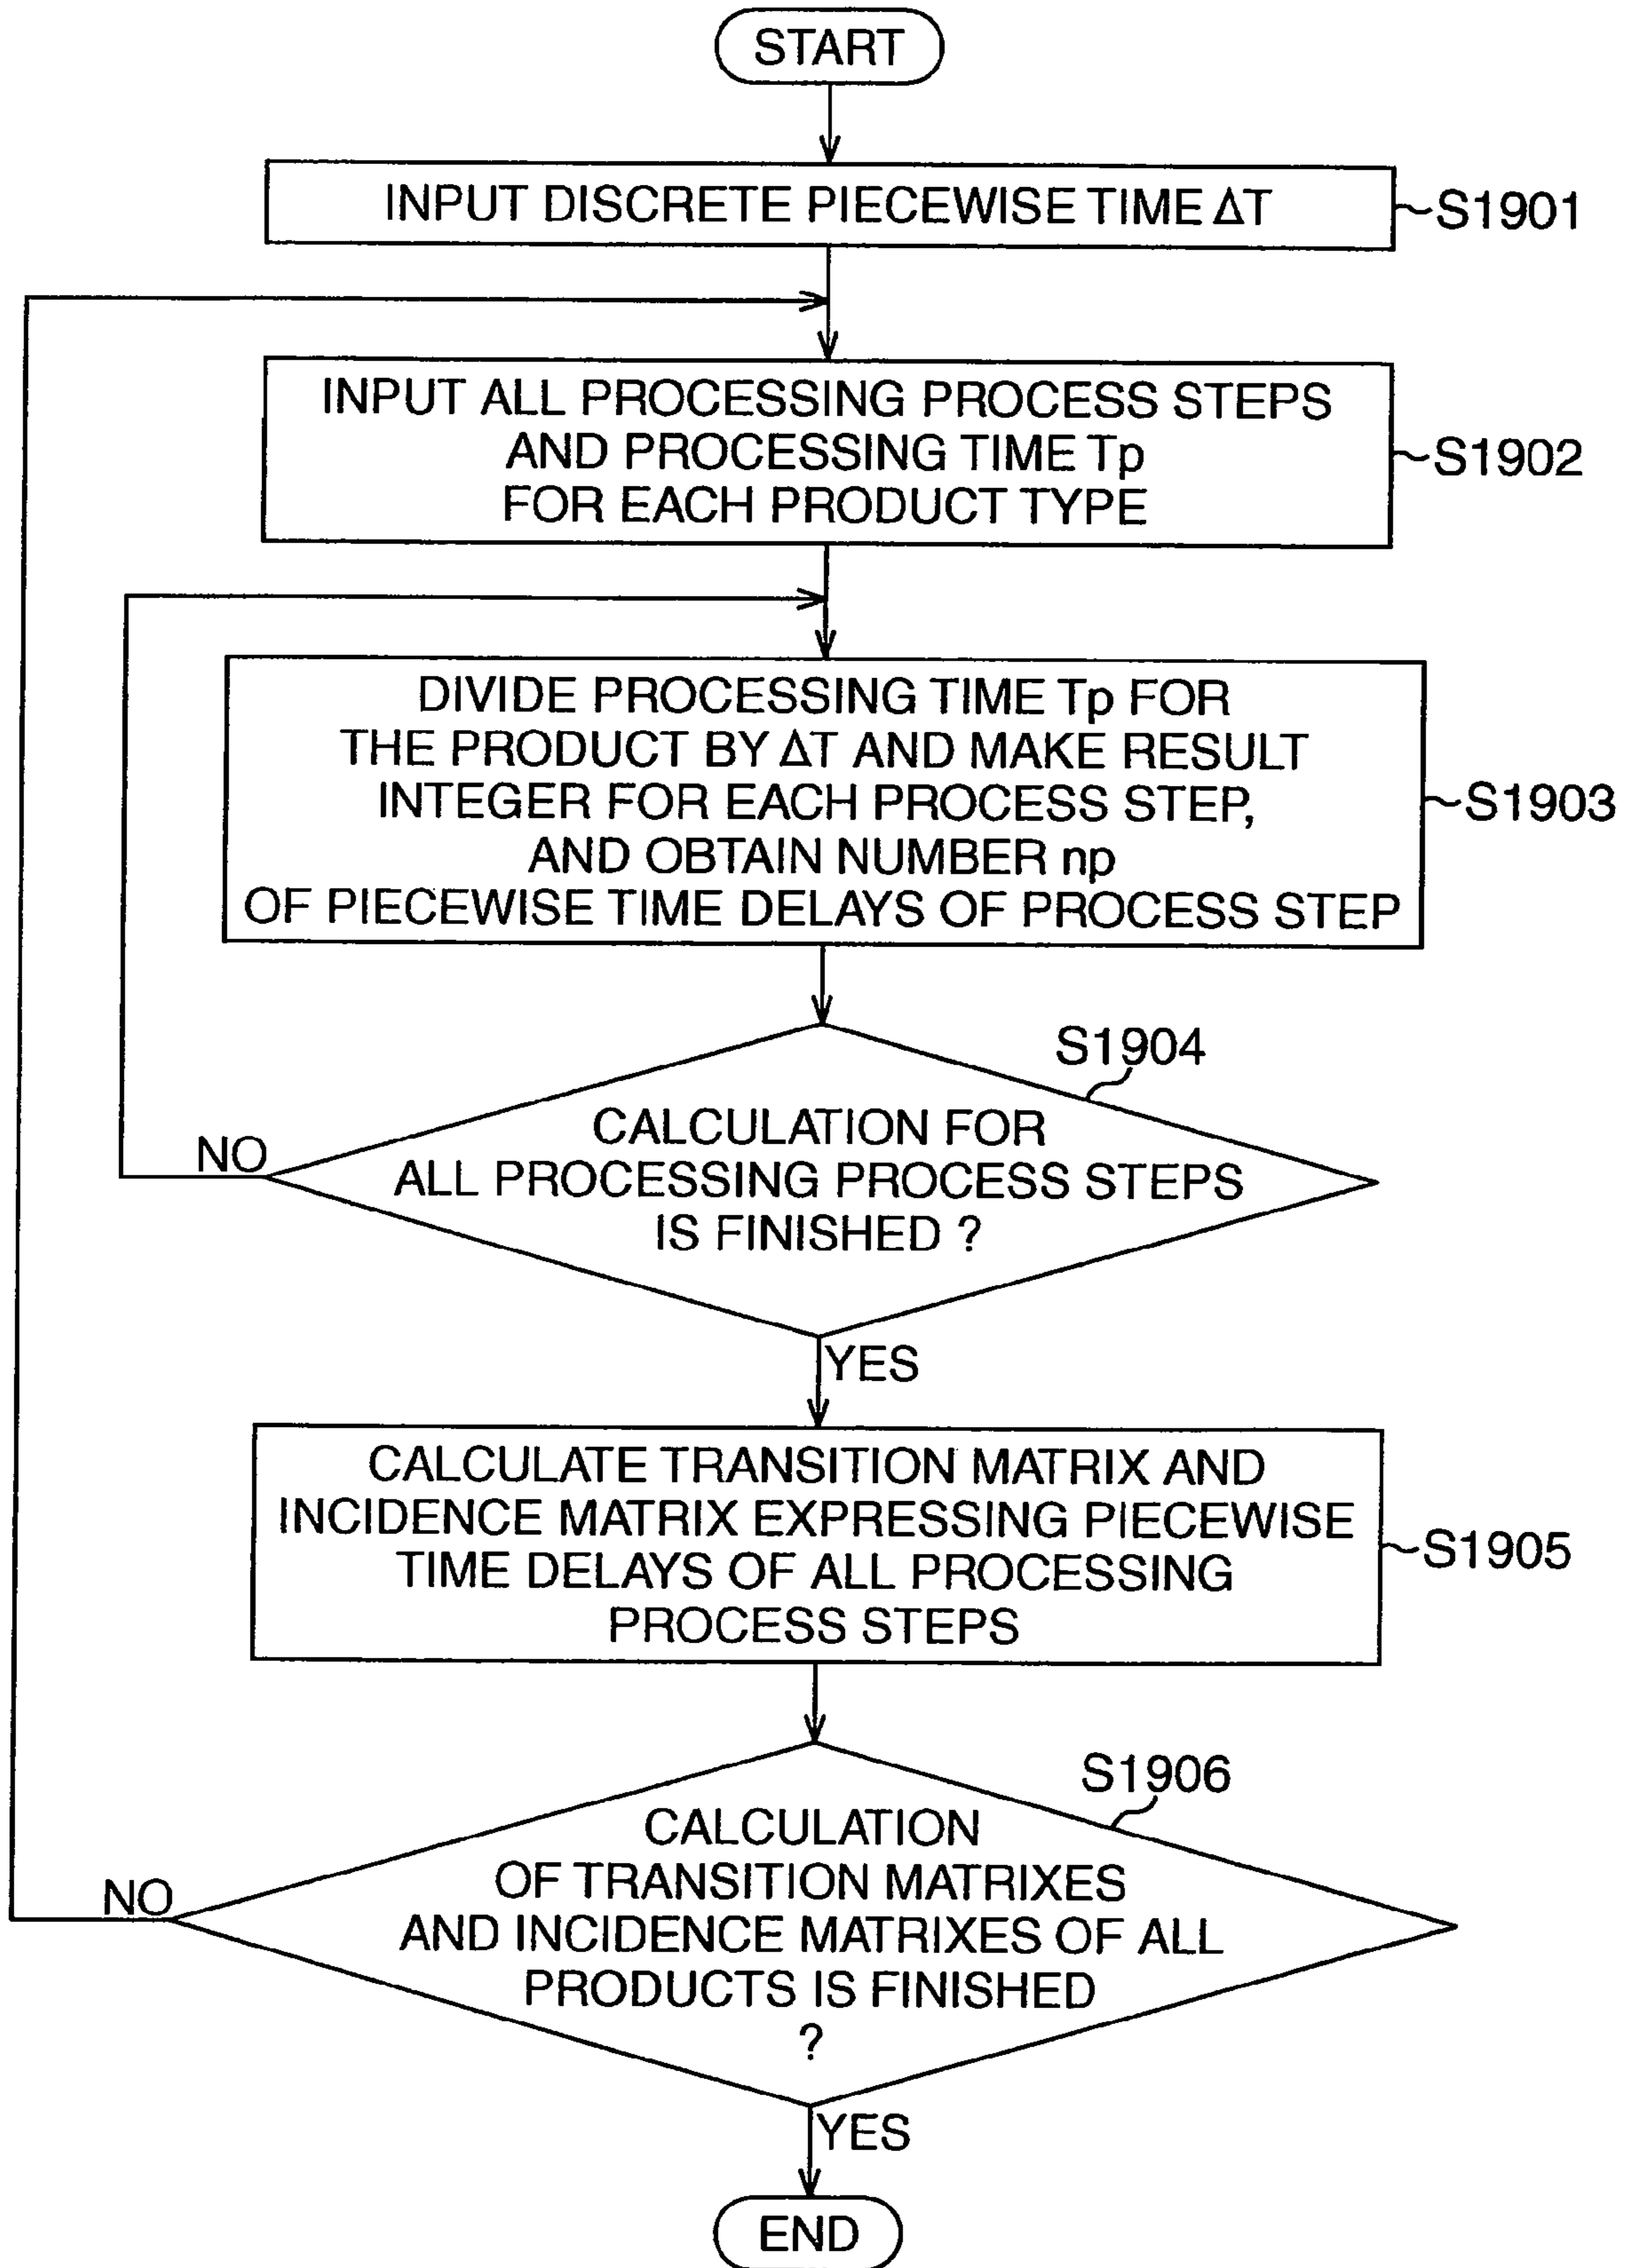 START
INPUT DISCRETE PIECEWISE TIME ΔT
S1901
INPUT ALL PROCESSING PROCESS STEPS
AND PROCESSING TIME Tp
FOR EACH PRODUCT TYPE
S1902
DIVIDE PROCESSING TIME Tp FOR
THE PRODUCT BY ΔT AND MAKE RESULT
INTEGER FOR EACH PROCESS STEP,
AND OBTAIN NUMBER np
OF PIECEWISE TIME DELAYS OF PROCESS STEP
S1903
S1904
CALCULATION FOR
ALL PROCESSING PROCESS STEPS
IS FINISHED ?
NO
YES
CALCULATE TRANSITION MATRIX AND
INCIDENCE MATRIX EXPRESSING PIECEWISE
TIME DELAYS OF ALL PROCESSING
PROCESS STEPS
S1905
S1906
CALCULATION
OF TRANSITION MATRIXES
AND INCIDENCE MATRIXES OF ALL
PRODUCTS IS FINISHED
?
NO
YES
END